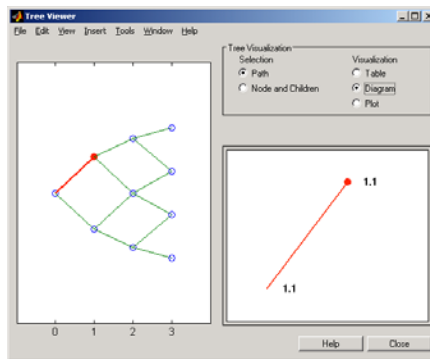 Tree Viewer
File Edit View Insert Tools Window Help
Tree Visualization
Selection Visualization
Path Table
Node and Children Diagram
Plot
1.1
1.1
0 1 2 3
Help Close